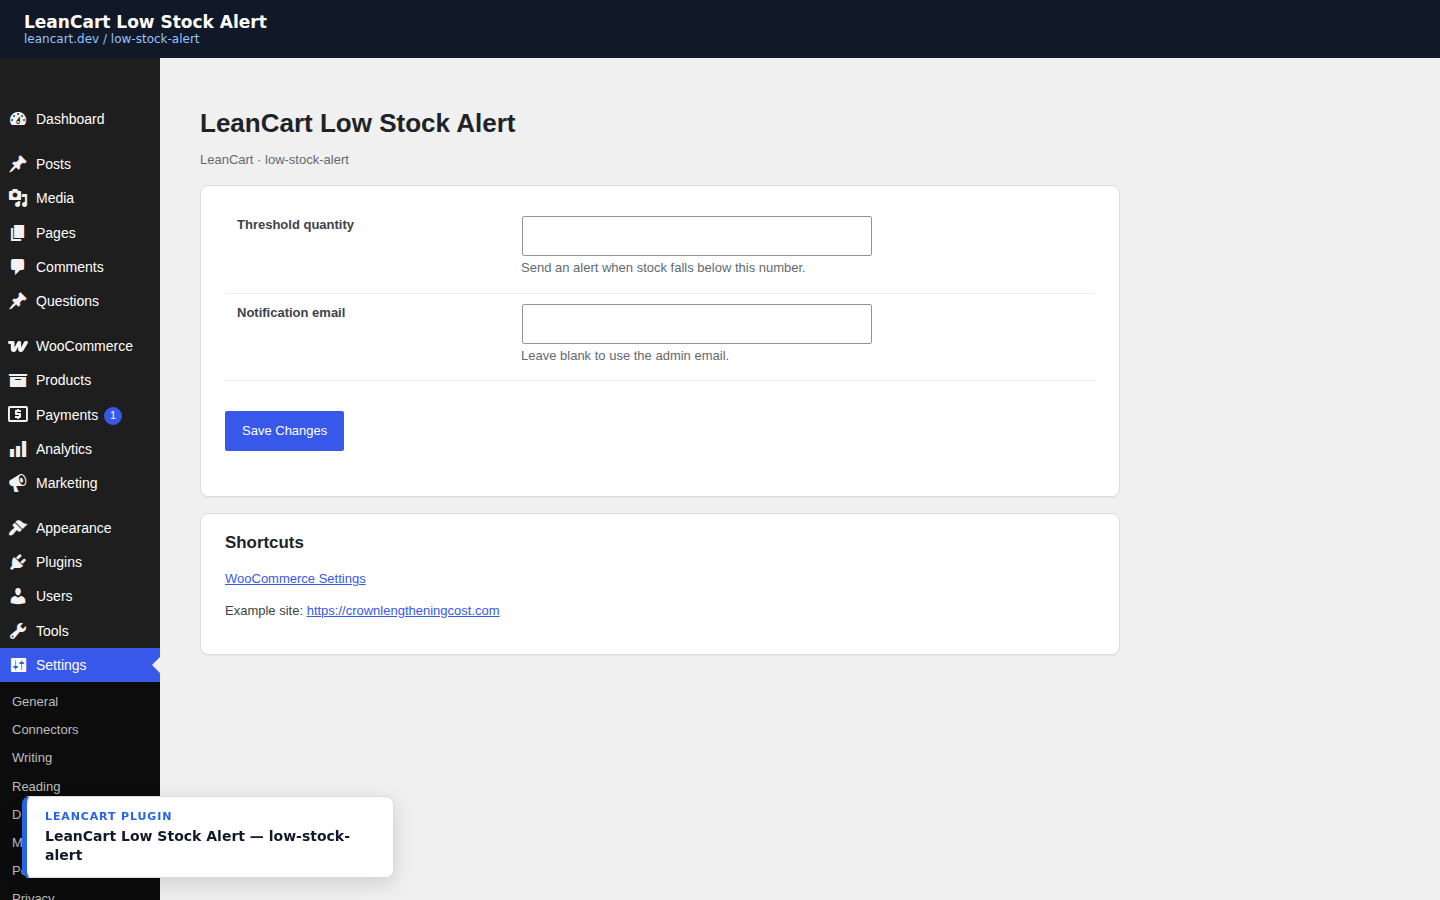 LeanCart Low Stock Alert
leancart.dev / low-stock-alert
Dashboard
Posts
Media
Pages
Comments
Questions
WooCommerce
Products
Payments 1
Analytics
Marketing
Appearance
Plugins
Users
Tools
Settings
General
Connectors
Writing
Reading
Privacy
LeanCart Low Stock Alert
LeanCart · low-stock-alert
Threshold quantity
Send an alert when stock falls below this number.
Notification email
Leave blank to use the admin email.
Save Changes
Shortcuts
WooCommerce Settings
Example site: https://crownlengtheningcost.com
LEANCART PLUGIN
LeanCart Low Stock Alert — low-stock-
alert